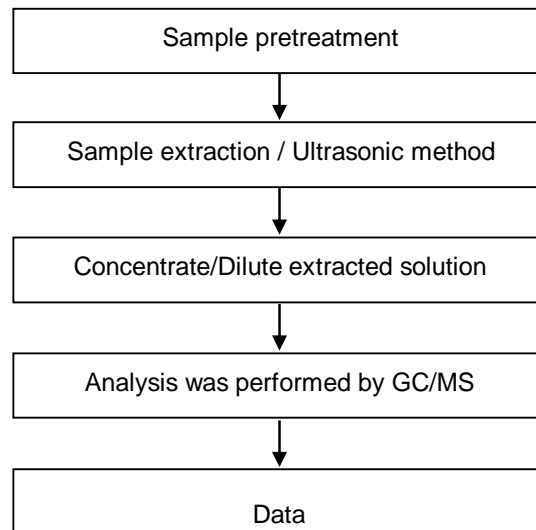 Sample pretreatment
Sample extraction / Ultrasonic method
Concentrate/Dilute extracted solution
Analysis was performed by GC/MS
Data